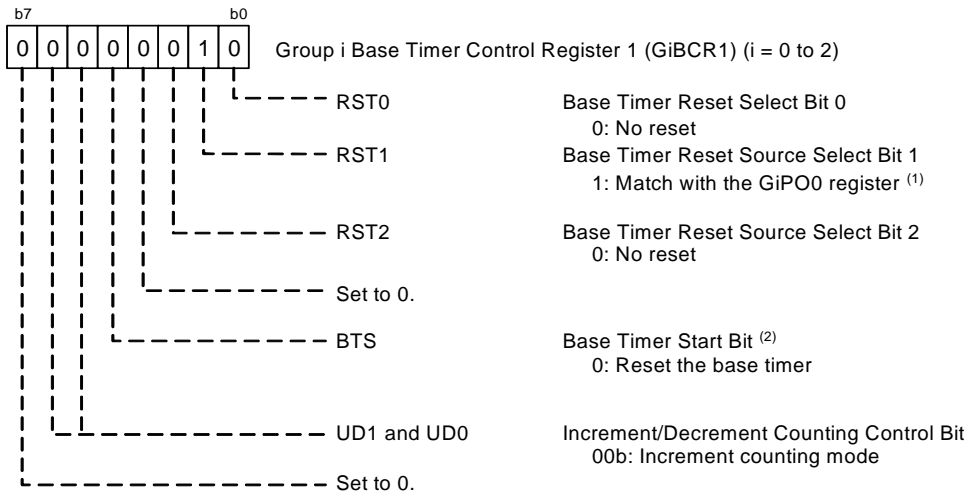 b7 b0
0 0 0 0 0 0 1 0 Group i Base Timer Control Register 1 (GiBCR1) (i = 0 to 2)
RST0 Base Timer Reset Select Bit 0
0: No reset
RST1 Base Timer Reset Source Select Bit 1
1: Match with the GiPO0 register (1)
RST2 Base Timer Reset Source Select Bit 2
0: No reset
Set to 0.
BTS Base Timer Start Bit (2)
0: Reset the base timer
UD1 and UD0 Increment/Decrement Counting Control Bit
00b: Increment counting mode
Set to 0.